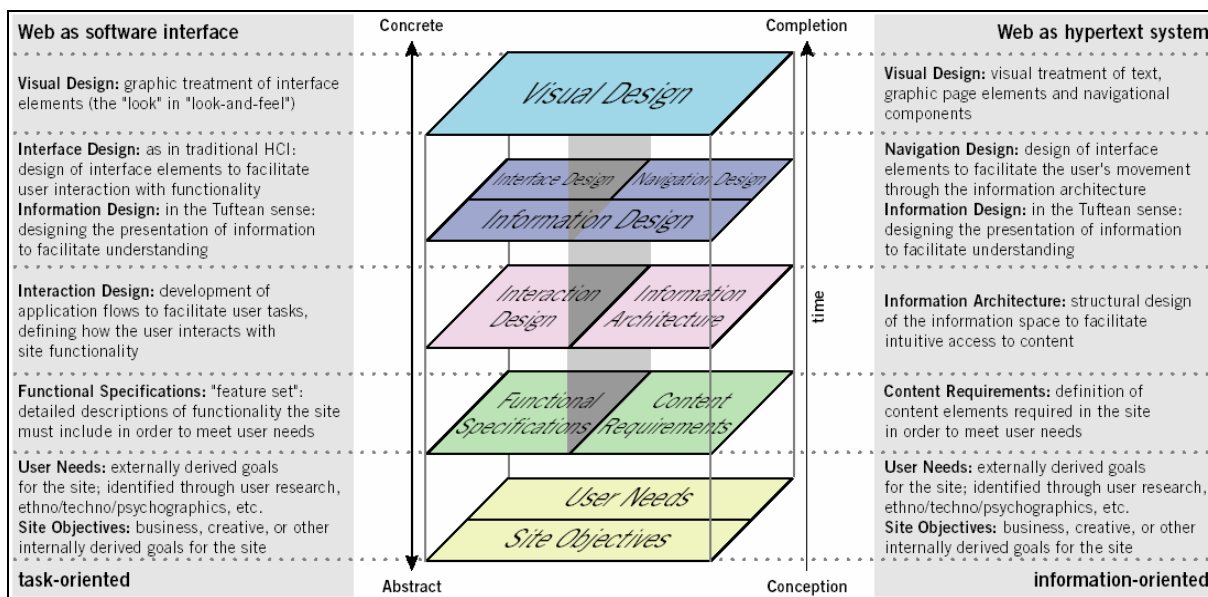 Web as software interface
Visual Design: graphic treatment of interface
elements (the "look" in "look-and-feel")
Interface Design: as in traditional HCI:
design of interface elements to facilitate
user interaction with functionality
Information Design: in the Tuftean sense:
designing the presentation of information
to facilitate understanding
Interaction Design: development of
application flows to facilitate user tasks,
defining how the user interacts with
site functionality
Functional Specifications: "feature set":
detailed descriptions of functionality the site
must include in order to meet user needs
User Needs: externally derived goals
for the site; identified through user research,
ethno/techno/psychographics, etc.
Site Objectives: business, creative, or other
internally derived goals for the site
task-oriented
Concrete
Completion
Visual Design
Interface Design
Navigation Design
Information Design
Interaction
Design
Information
Architecture
Functional
Specifications
Content
Requirements
User Needs
Site Objectives
time
Abstract
Conception
Web as hypertext system
Visual Design: visual treatment of text,
graphic page elements and navigational
components
Navigation Design: design of interface
elements to facilitate the user's movement
through the information architecture
Information Design: in the Tuftean sense:
designing the presentation of information
to facilitate understanding
Information Architecture: structural design
of the information space to facilitate
intuitive access to content
Content Requirements: definition of
content elements required in the site
in order to meet user needs
User Needs: externally derived goals
for the site; identified through user research,
ethno/techno/psychographics, etc.
Site Objectives: business, creative, or other
internally derived goals for the site
information-oriented